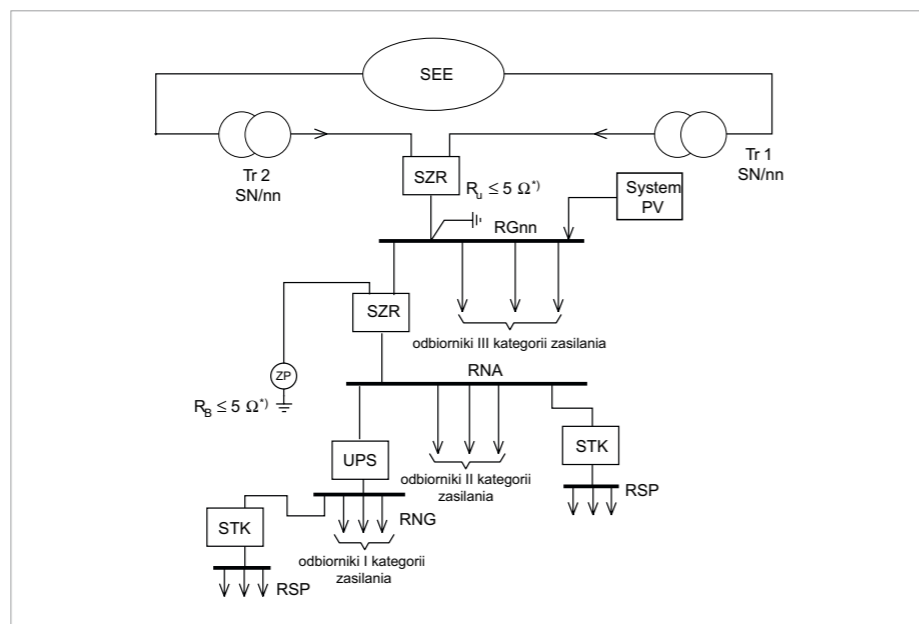 SEE
Tr 2
SN/nn
Tr 1
SN/nn
SZR
R_u ≤ 5 Ω*)
System
PV
RGnn
SZR
odbiorniki III kategorii zasilania
ZP
RNA
R_B ≤ 5 Ω*)
UPS
odbiorniki II kategorii
zasilania
STK
RSP
RNG
STK
odbiorniki I kategorii
zasilania
RSP